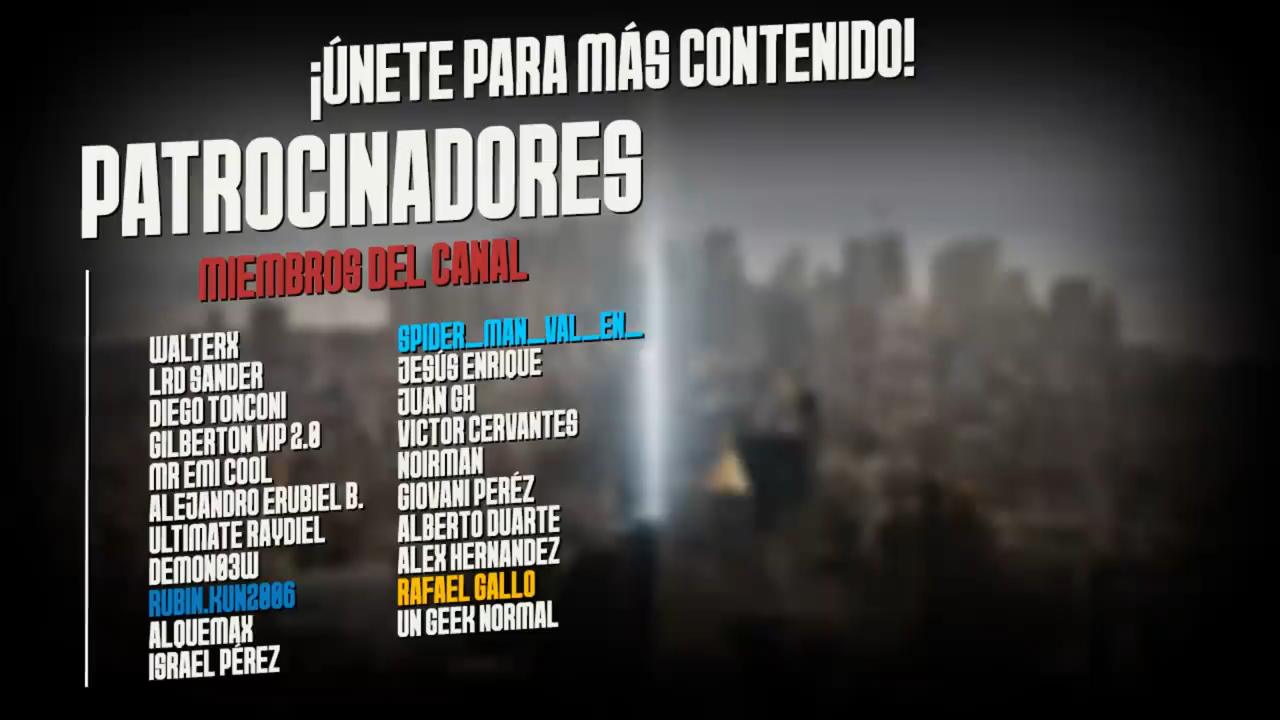 ¡ÚNETE PARA MÁS CONTENIDO!
PATROCINADORES
MIEMBROS DEL CANAL
WALTERX
LRD SANDER
DIEGO TONCONI
GILBERTON VIP 2.0
MR EMI COOL
ALEJANDRO ERUBIEL B.
ULTIMATE RAYDIEL
DEMON03W
RUBIN.KUN2006
ALQUEMAX
ISRAEL PÉREZ
SPIDER_MAN_VAL_EN_
JESÚS ENRIQUE
JUAN GH
VICTOR CERVANTES
NOIRMAN
GIOVANI PERÉZ
ALBERTO DUARTE
ALEX HERNANDEZ
RAFAEL GALLO
UN GEEK NORMAL